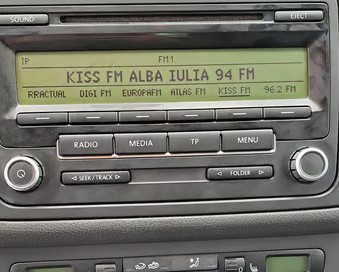 SOUND EJECT
TP FM1
KISS FM ALBA IULIA 94 FM
RRACTUAL DIGI FM EUROPAFM ATLAS FM KISS FM 96.2 FM
RADIO MEDIA TP MENU
SEEK / TRACK FOLDER